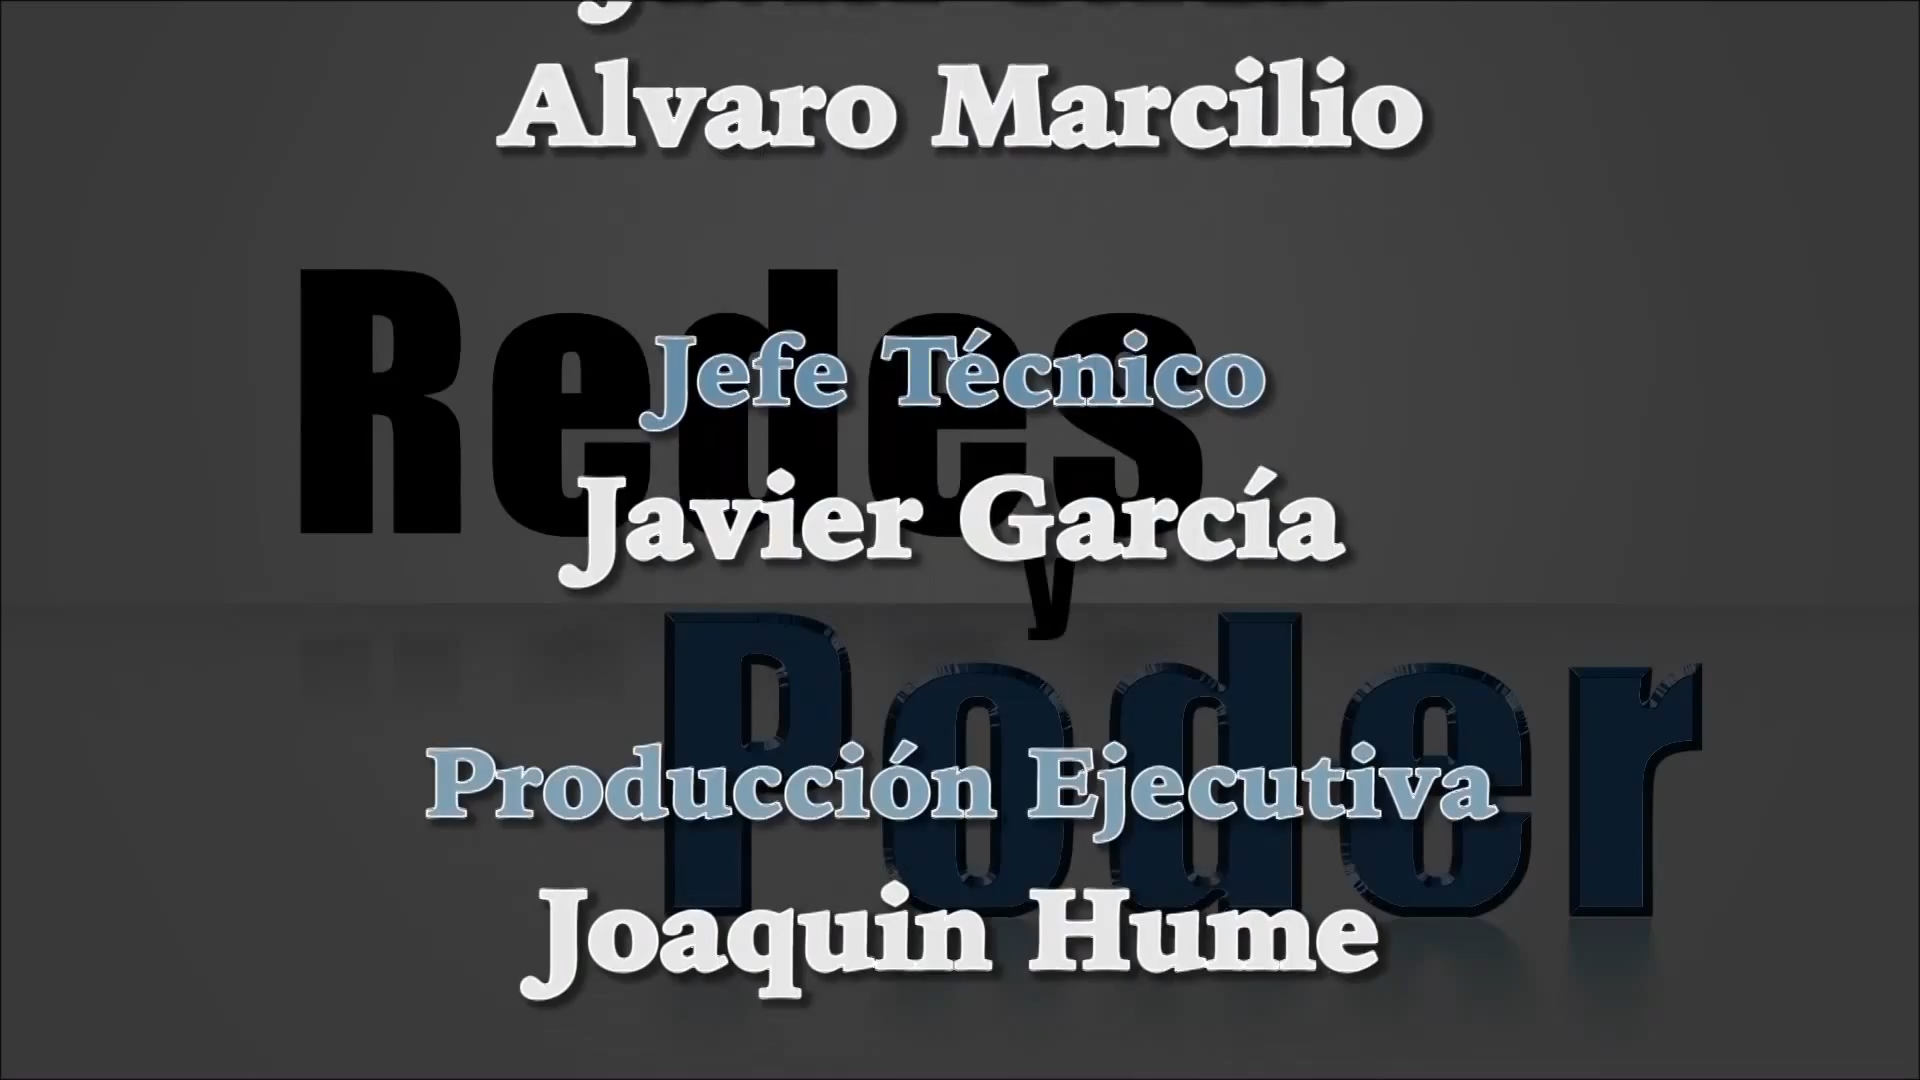 Alvaro Marcilio
Redes
Jefe Técnico
Javier García
y
Poder
Producción Ejecutiva
Joaquin Hume